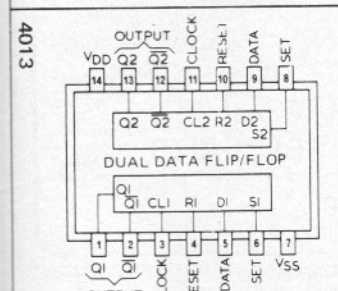 4013
OUTPUT
VDD Q2 Q̅2̅ CLOCK RESET DATA SET
14 13 12 11 10 9 8
Q2 Q̅2̅ CL2 R2 D2
S2
DUAL DATA FLIP/FLOP
Q1
Q̅1̅ CL1 R1 D1 S1
1 2 3 4 5 6 7
Q1 Q̅1̅ LOCK ESET DATA SET VSS
OUTPUT